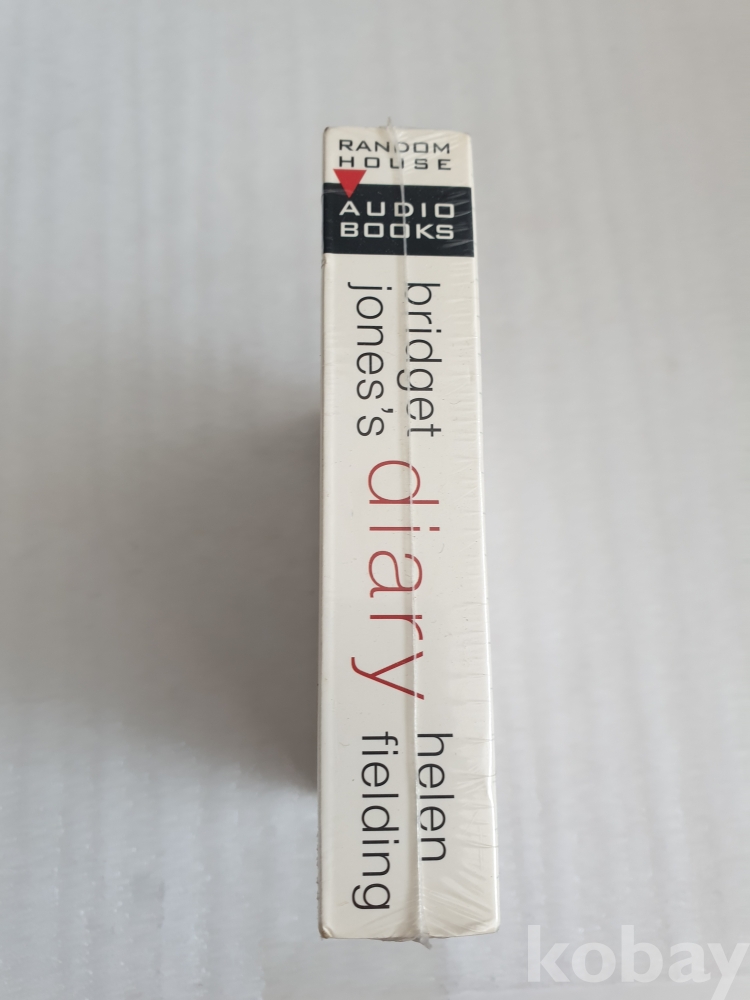 RANDOM
HOUSE
AUDIO
BOOKS
bridget
jones's
diary
helen
fielding
kobay